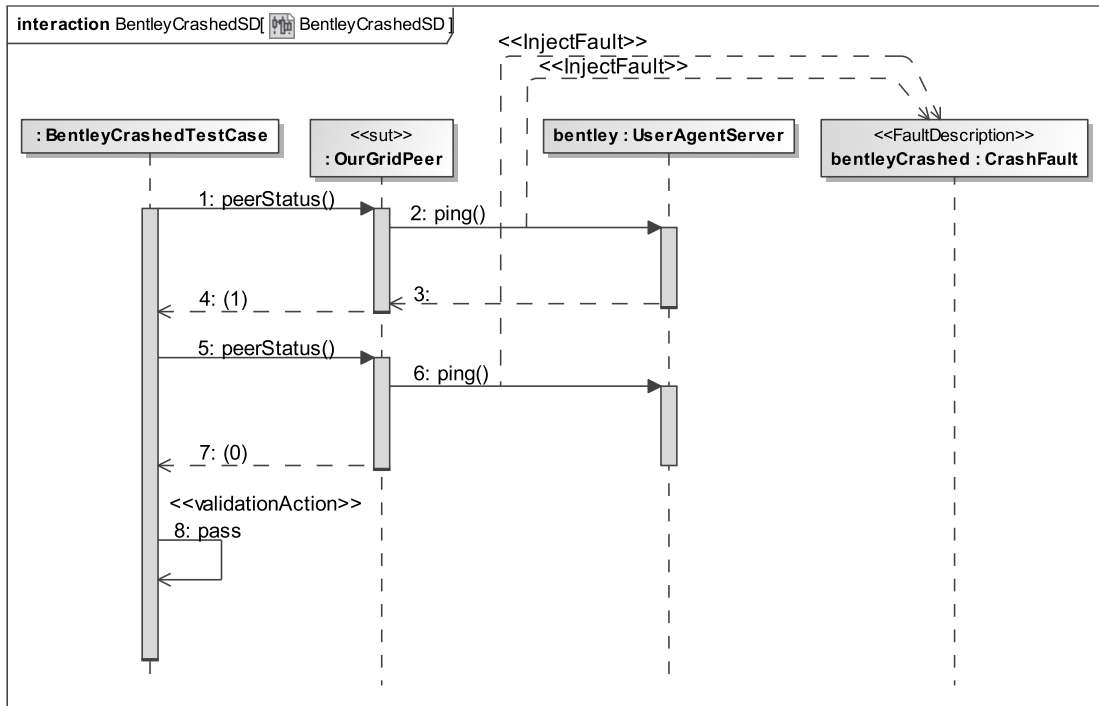 interaction BentleyCrashedSD[ BentleyCrashedSD ]
<<InjectFault>>
<<InjectFault>>
: BentleyCrashedTestCase
<<sut>>
: OurGridPeer
bentley : UserAgentServer
<<FaultDescription>>
bentleyCrashed : CrashFault
1: peerStatus()
2: ping()
3:
4: (1)
5: peerStatus()
6: ping()
7: (0)
<<validationAction>>
8: pass